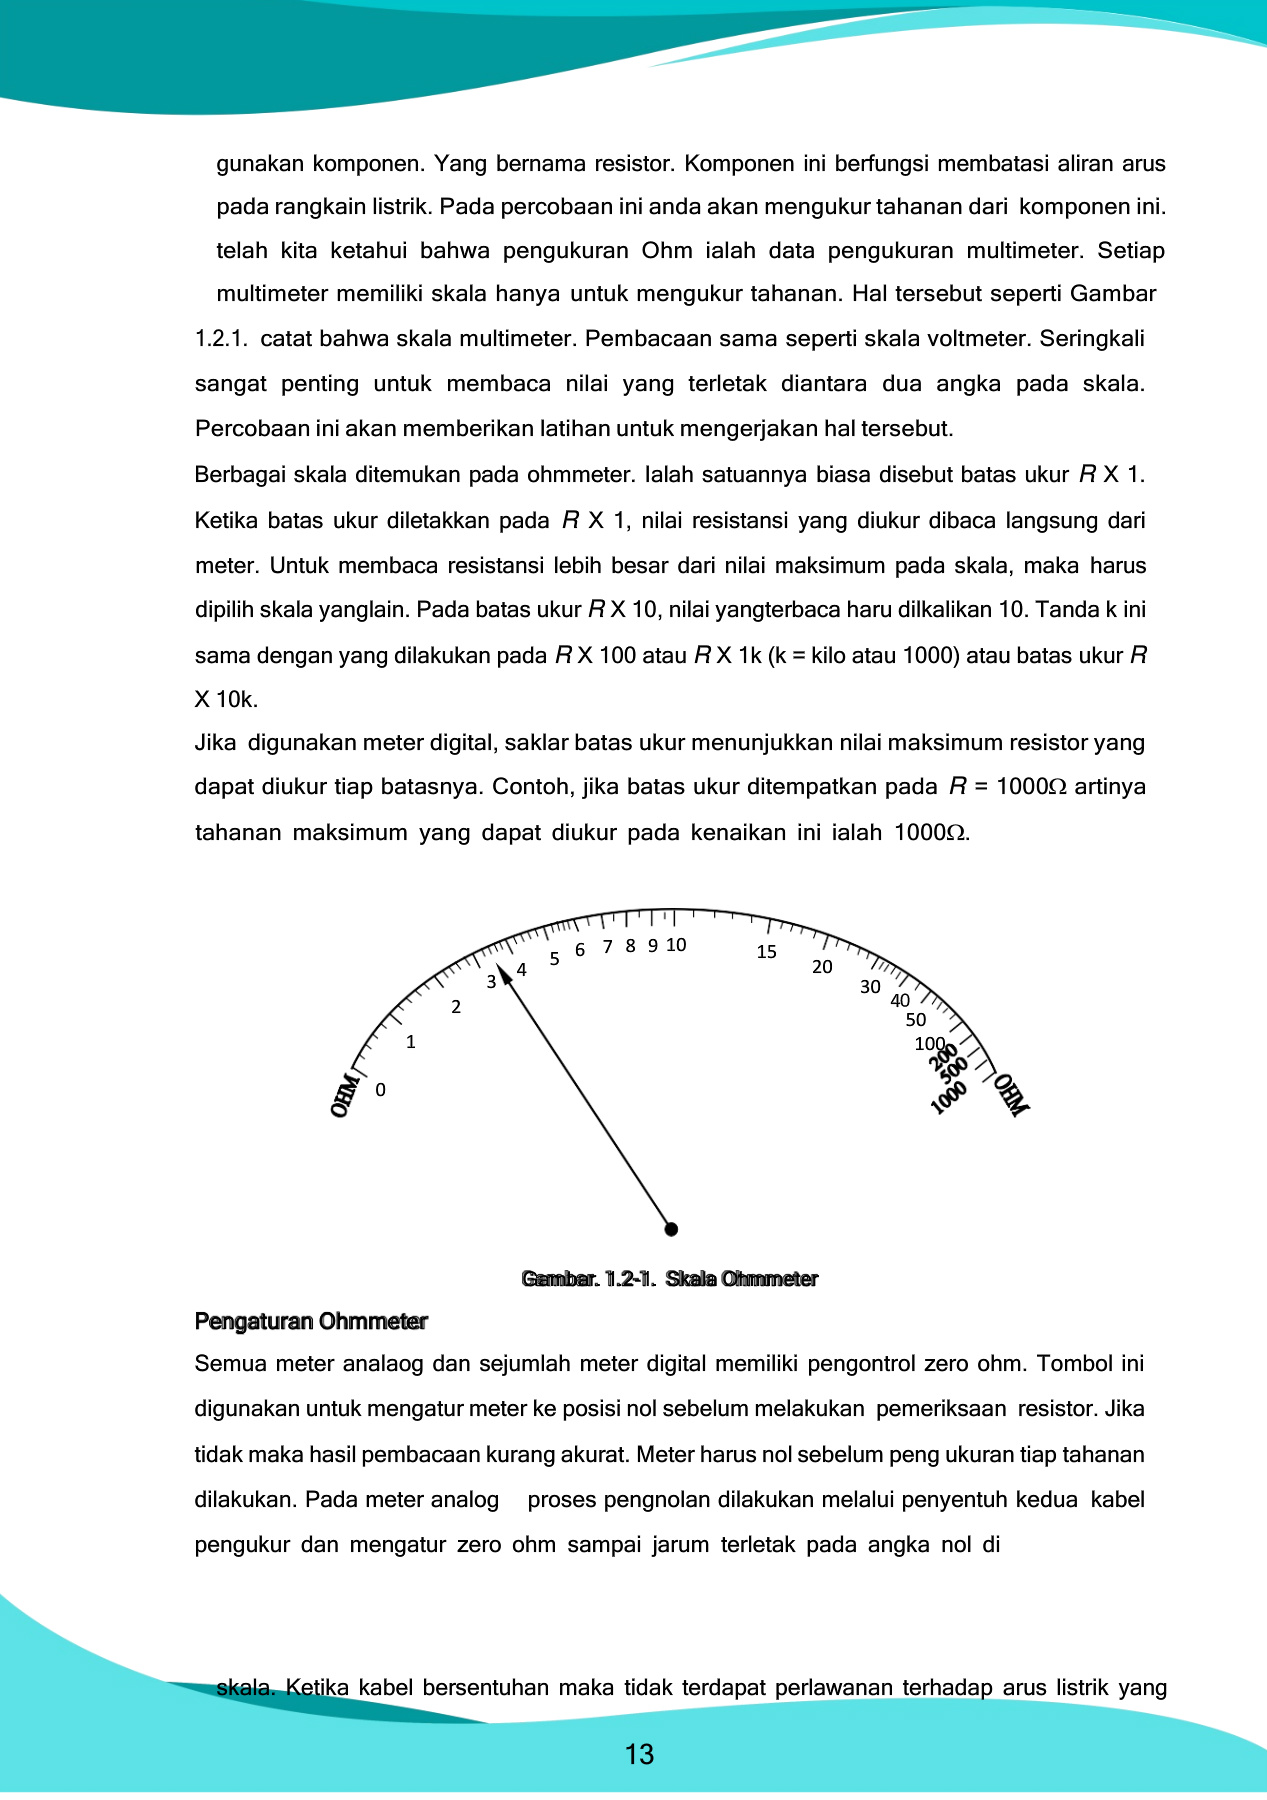 gunakan komponen. Yang bernama resistor. Komponen ini berfungsi membatasi aliran arus
pada rangkain listrik. Pada percobaan ini anda akan mengukur tahanan dari komponen ini.
telah kita ketahui bahwa pengukuran Ohm ialah data pengukuran multimeter. Setiap
multimeter memiliki skala hanya untuk mengukur tahanan. Hal tersebut seperti Gambar
1.2.1. catat bahwa skala multimeter. Pembacaan sama seperti skala voltmeter. Seringkali
sangat penting untuk membaca nilai yang terletak diantara dua angka pada skala.
Percobaan ini akan memberikan latihan untuk mengerjakan hal tersebut.
Berbagai skala ditemukan pada ohmmeter. Ialah satuannya biasa disebut batas ukur R X 1.
Ketika batas ukur diletakkan pada R X 1, nilai resistansi yang diukur dibaca langsung dari
meter. Untuk membaca resistansi lebih besar dari nilai maksimum pada skala, maka harus
dipilih skala yanglain. Pada batas ukur R X 10, nilai yangterbaca haru dilkalikan 10. Tanda k ini
sama dengan yang dilakukan pada R X 100 atau R X 1k (k = kilo atau 1000) atau batas ukur R
X 10k.
Jika digunakan meter digital, saklar batas ukur menunjukkan nilai maksimum resistor yang
dapat diukur tiap batasnya. Contoh, jika batas ukur ditempatkan pada R = 1000Ω artinya
tahanan maksimum yang dapat diukur pada kenaikan ini ialah 1000Ω.
OHM 0 1 2 3 4 5 6 7 8 9 10 15 20 30 40 50 100 200 500 1000 OHM
Gambar. 1.2-1. Skala Ohmmeter
Pengaturan Ohmmeter
Semua meter analaog dan sejumlah meter digital memiliki pengontrol zero ohm. Tombol ini
digunakan untuk mengatur meter ke posisi nol sebelum melakukan pemeriksaan resistor. Jika
tidak maka hasil pembacaan kurang akurat. Meter harus nol sebelum peng ukuran tiap tahanan
dilakukan. Pada meter analog proses pengnolan dilakukan melalui penyentuh kedua kabel
pengukur dan mengatur zero ohm sampai jarum terletak pada angka nol di
skala. Ketika kabel bersentuhan maka tidak terdapat perlawanan terhadap arus listrik yang
13